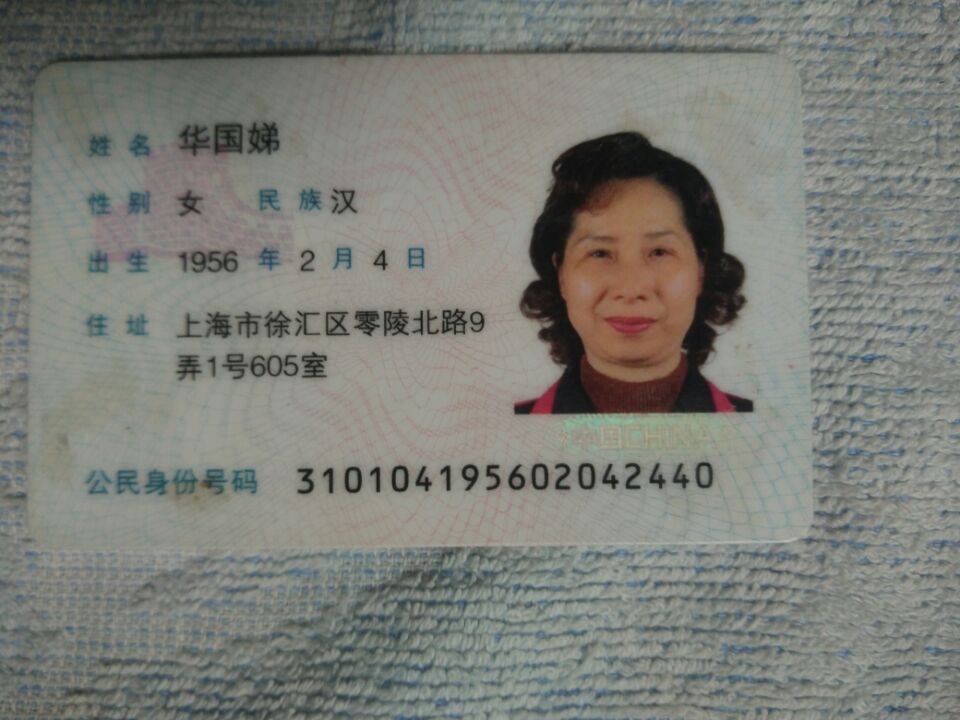 姓名 华国娣
性别 女 民族 汉
出生 1956 年 2 月 4 日
住址 上海市徐汇区零陵北路9
弄1号605室
中国CHINA
公民身份号码 310104195602042440